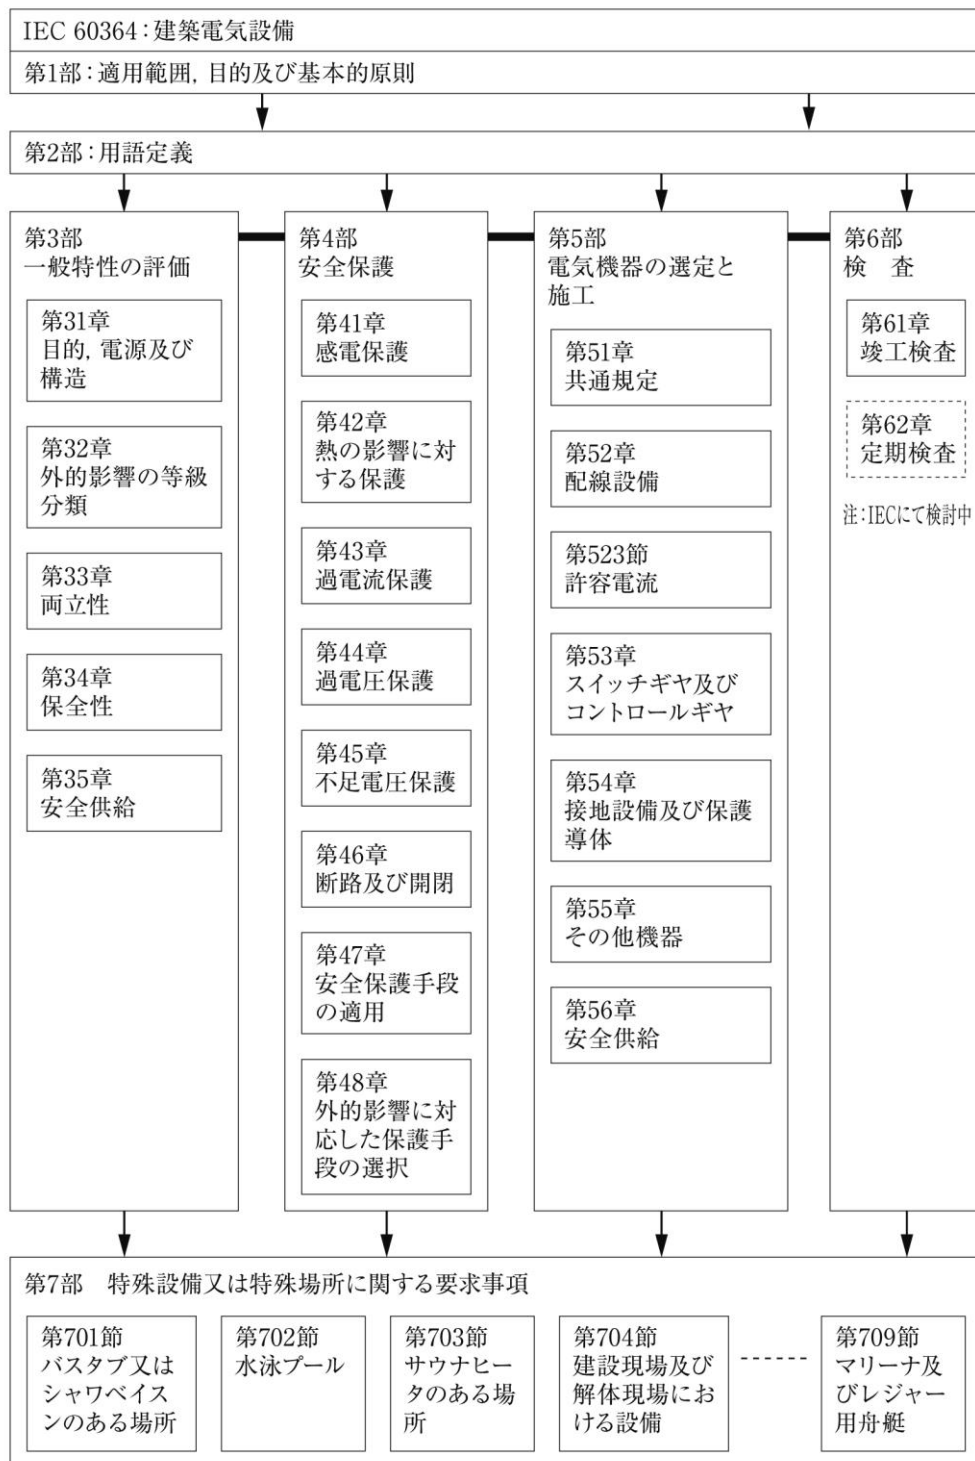 IEC 60364：建築電気設備
第1部：適用範囲，目的及び基本的原則
第2部：用語定義
第3部
一般特性の評価
第31章
目的，電源及び
構造
第32章
外的影響の等級
分類
第33章
両立性
第34章
保全性
第35章
安全供給
第4部
安全保護
第41章
感電保護
第42章
熱の影響に対
する保護
第43章
過電流保護
第44章
過電圧保護
第45章
不足電圧保護
第46章
断路及び開閉
第47章
安全保護手段
の適用
第48章
外的影響に対
応した保護手
段の選択
第5部
電気機器の選定と
施工
第51章
共通規定
第52章
配線設備
第523節
許容電流
第53章
スイッチギヤ及び
コントロールギヤ
第54章
接地設備及び保護
導体
第55章
その他機器
第56章
安全供給
第6部
検　査
第61章
竣工検査
第62章
定期検査
注：IECにて検討中
第7部　特殊設備又は特殊場所に関する要求事項
第701節
バスタブ又は
シャワベイス
ンのある場所
第702節
水泳プール
第703節
サウナヒー
タのある場
所
第704節
建設現場及び
解体現場にお
ける設備
第709節
マリーナ及
びレジャー
用舟艇